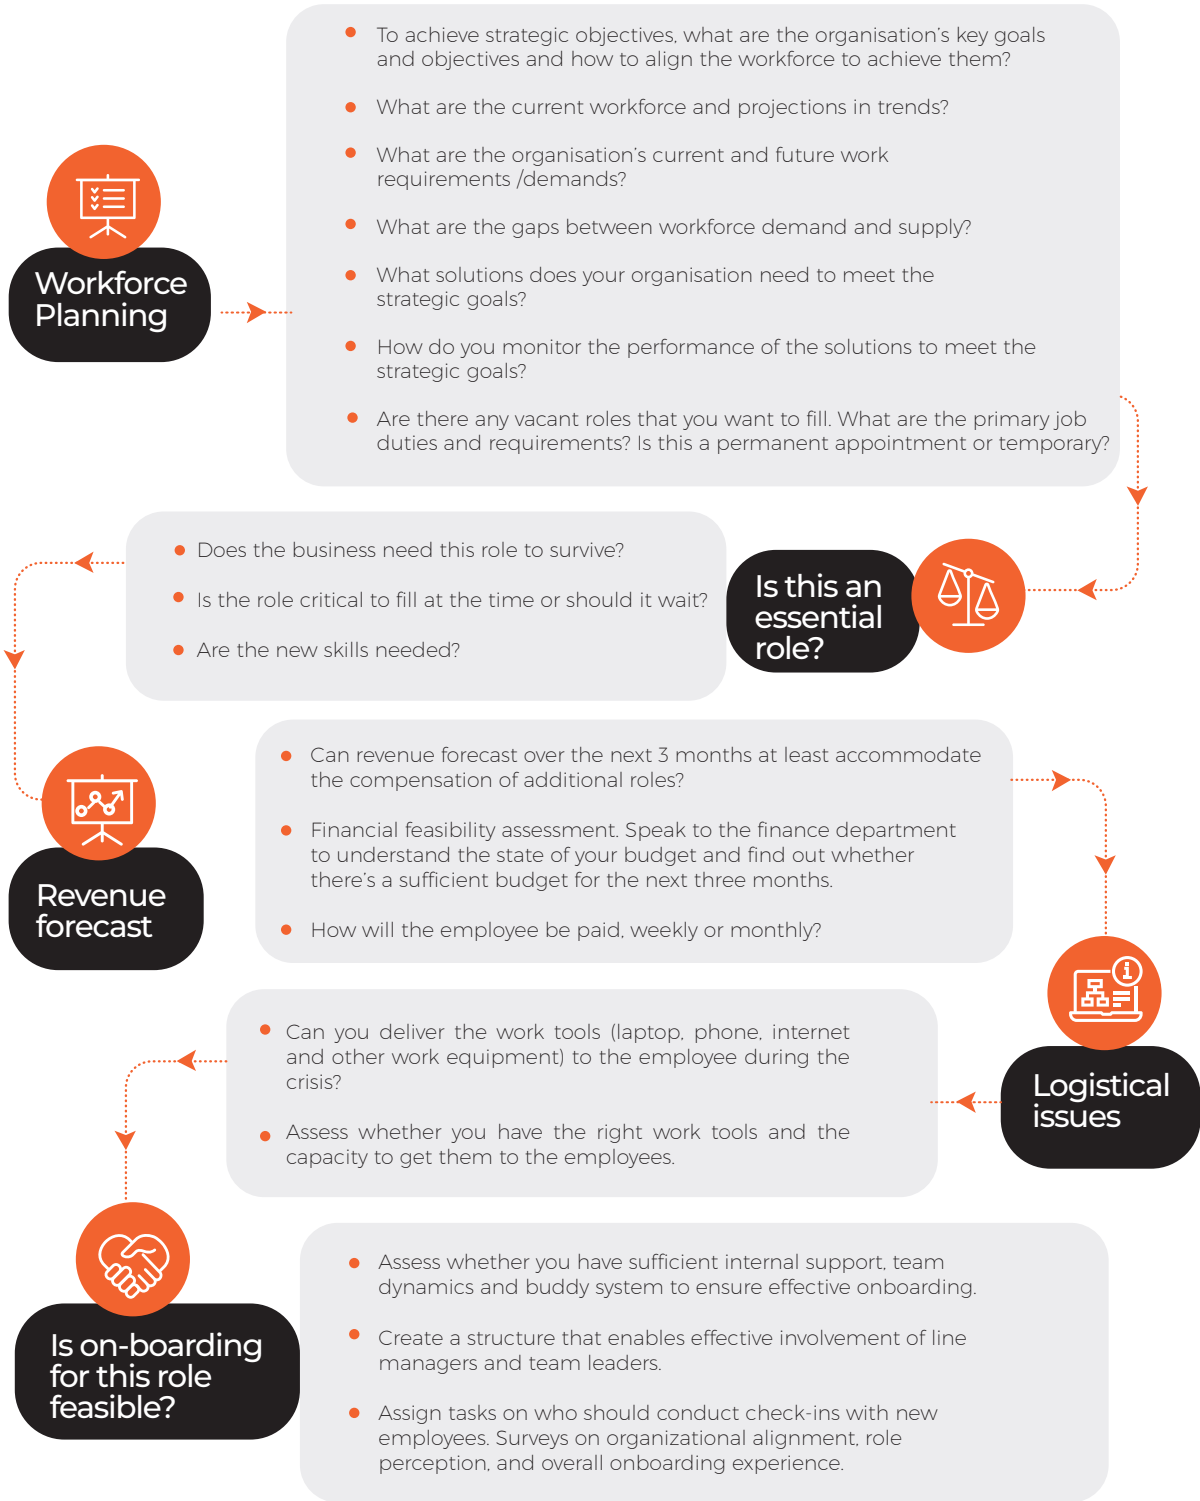 To achieve strategic objectives, what are the organisation's key goals
and objectives and how to align the workforce to achieve them?
What are the current workforce and projections in trends?
What are the organisation's current and future work
requirements /demands?
What are the gaps between workforce demand and supply?
What solutions does your organisation need to meet the
strategic goals?
How do you monitor the performance of the solutions to meet the
strategic goals?
Are there any vacant roles that you want to fill. What are the primary job
duties and requirements? Is this a permanent appointment or temporary?
Workforce
Planning
Does the business need this role to survive?
Is the role critical to fill at the time or should it wait?
Are the new skills needed?
Is this an
essential
role?
Can revenue forecast over the next 3 months at least accommodate
the compensation of additional roles?
Financial feasibility assessment. Speak to the finance department
to understand the state of your budget and find out whether
there's a sufficient budget for the next three months.
How will the employee be paid, weekly or monthly?
Revenue
forecast
Can you deliver the work tools (laptop, phone, internet
and other work equipment) to the employee during the
crisis?
Assess whether you have the right work tools and the
capacity to get them to the employees.
Logistical
issues
Assess whether you have sufficient internal support, team
dynamics and buddy system to ensure effective onboarding.
Create a structure that enables effective involvement of line
managers and team leaders.
Assign tasks on who should conduct check-ins with new
employees. Surveys on organizational alignment, role
perception, and overall onboarding experience.
Is on-boarding
for this role
feasible?